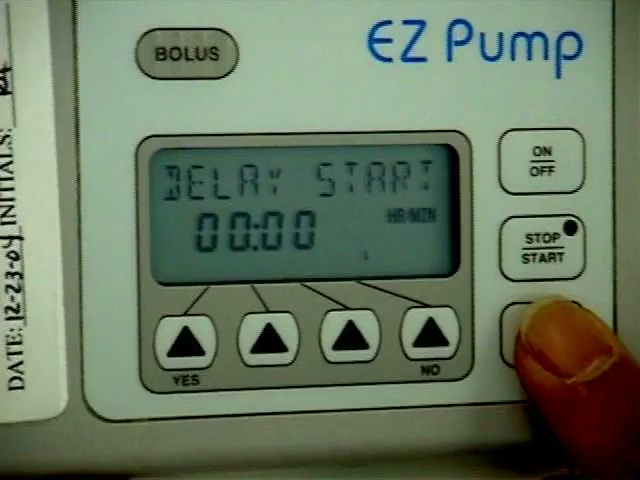 EZ Pump
BOLUS
DELAY START
00:00 HR:MIN
YES
NO
ON
OFF
STOP
START
DATE: 12-23-04 INITIALS: